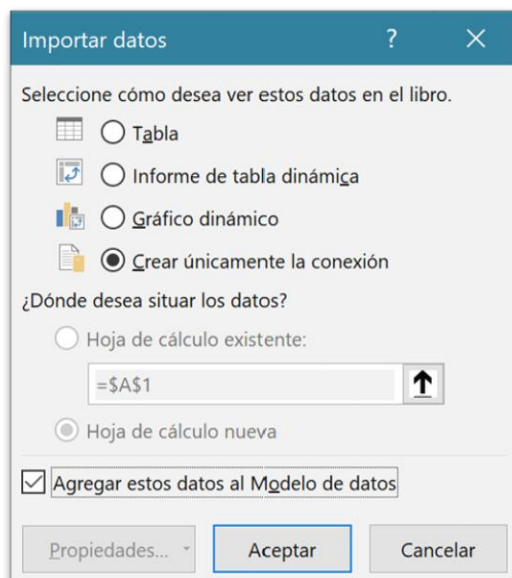 Importar datos ?
Seleccione cómo desea ver estos datos en el libro.
Tabla
Informe de tabla dinámica
Gráfico dinámico
Crear únicamente la conexión
¿Dónde desea situar los datos?
Hoja de cálculo existente:
=$A$1
Hoja de cálculo nueva
Agregar estos datos al Modelo de datos
Propiedades... Aceptar Cancelar